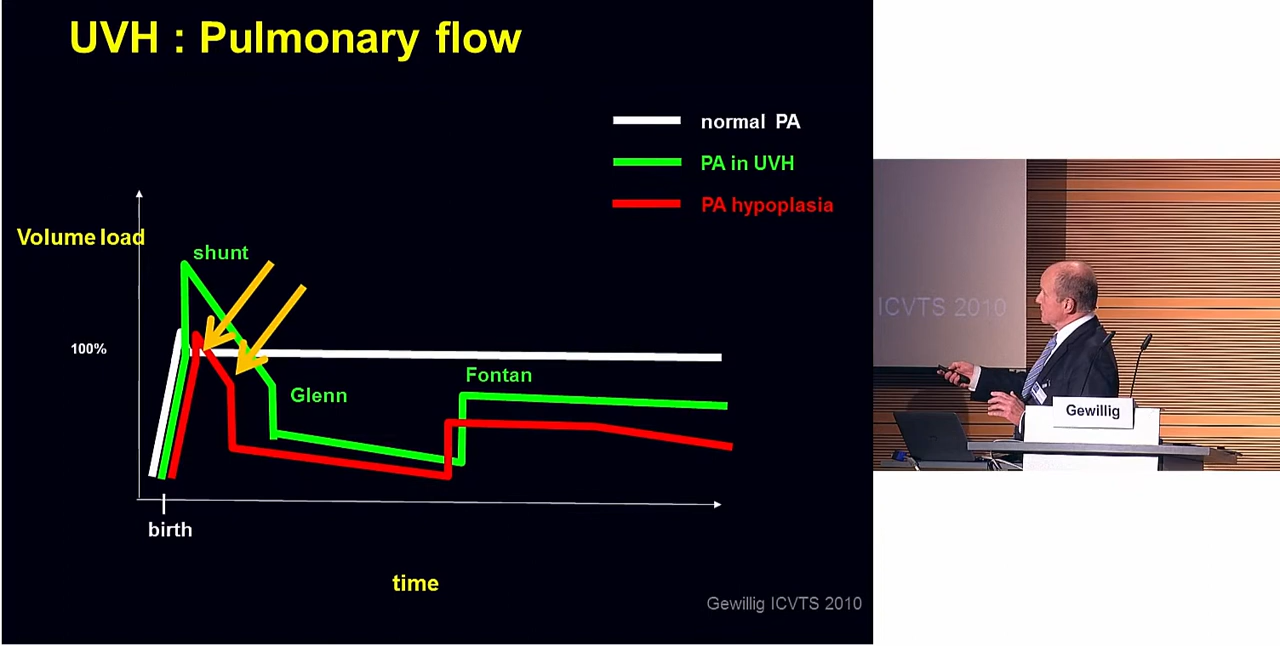 UVH : Pulmonary flow
normal PA
PA in UVH
PA hypoplasia
Volume load
shunt
100%
Glenn
Fontan
birth
time
Gewillig ICVTS 2010
ICVTS 2010
Gewillig